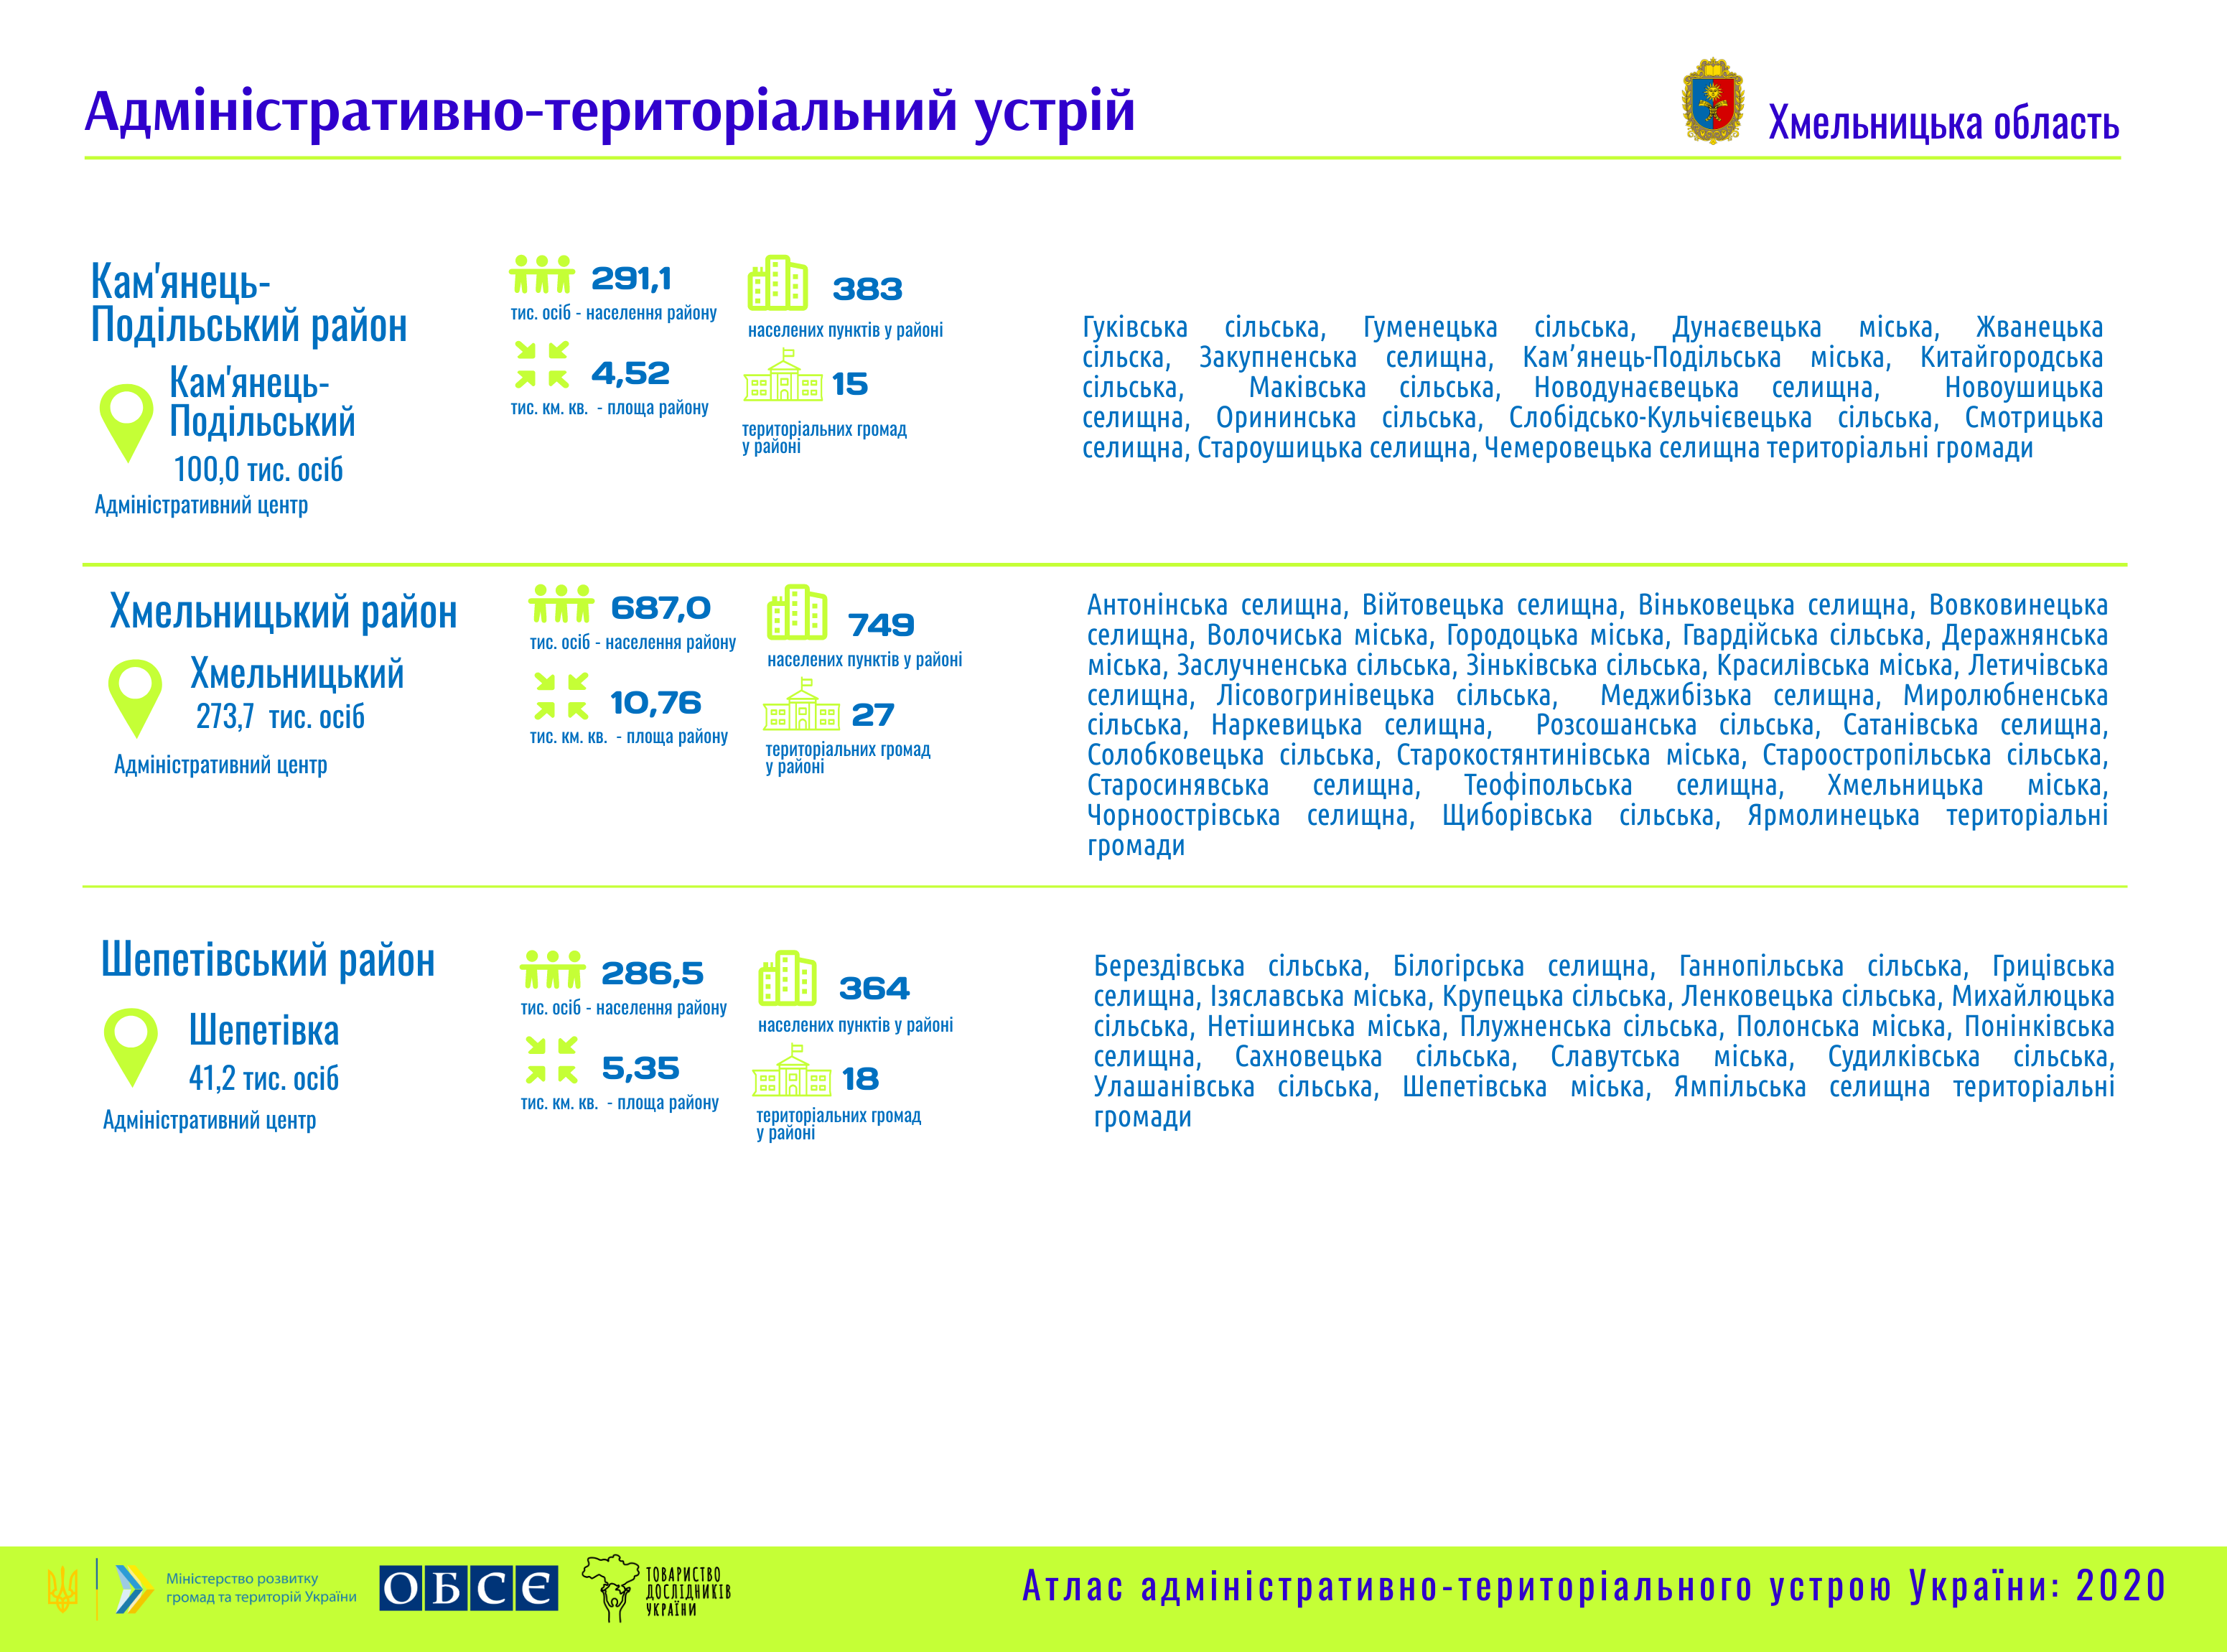 Адміністративно-територіальний устрій
Хмельницька область
Кам'янець-
Подільський район
Кам'янець-
Подільський
100,0 тис. осіб
Адміністративний центр
291,1
тис. осіб - населення району
4,52
тис. км. кв. - площа району
383
населених пунктів у районі
15
територіальних громад
у районі
Гуківська сільська, Гуменецька сільська, Дунаєвецька міська, Жванецька
сільска, Закупненська селищна, Кам’янець-Подільська міська, Китайгородська
сільська, Маківська сільська, Новодунаєвецька селищна, Новоушицька
селищна, Орининська сільська, Слобідсько-Кульчієвецька сільська, Смотрицька
селищна, Староушицька селищна, Чемеровецька селищна територіальні громади
Хмельницький район
Хмельницький
273,7 тис. осіб
Адміністративний центр
687,0
тис. осіб - населення району
10,76
тис. км. кв. - площа району
749
населених пунктів у районі
27
територіальних громад
у районі
Антонінська селищна, Війтовецька селищна, Віньковецька селищна, Вовковинецька
селищна, Волочиська міська, Городоцька міська, Гвардійська сільська, Деражнянська
міська, Заслучненська сільська, Зіньківська сільська, Красилівська міська, Летичівська
селищна, Лісовогринівецька сільська, Меджибізька селищна, Миролюбненська
сільська, Наркевицька селищна, Розсошанська сільська, Сатанівська селищна,
Солобковецька сільська, Старокостянтинівська міська, Староостропільська сільська,
Старосинявська селищна, Теофіпольська селищна, Хмельницька міська,
Чорноострівська селищна, Щиборівська сільська, Ярмолинецька територіальні
громади
Шепетівський район
Шепетівка
41,2 тис. осіб
Адміністративний центр
286,5
тис. осіб - населення району
5,35
тис. км. кв. - площа району
364
населених пунктів у районі
18
територіальних громад
у районі
Берездівська сільська, Білогірська селищна, Ганнопільська сільська, Грицівська
селищна, Ізяславська міська, Крупецька сільська, Ленковецька сільська, Михайлюцька
сільська, Нетішинська міська, Плужненська сільська, Полонська міська, Понінківська
селищна, Сахновецька сільська, Славутська міська, Судилківська сільська,
Улашанівська сільська, Шепетівська міська, Ямпільська селищна територіальні
громади
Міністерство розвитку
громад та територій України
ОБСЄ
ТОВАРИСТВО
ДОСЛІДНИКІВ
УКРАЇНИ
Атлас адміністративно-територіального устрою України: 2020